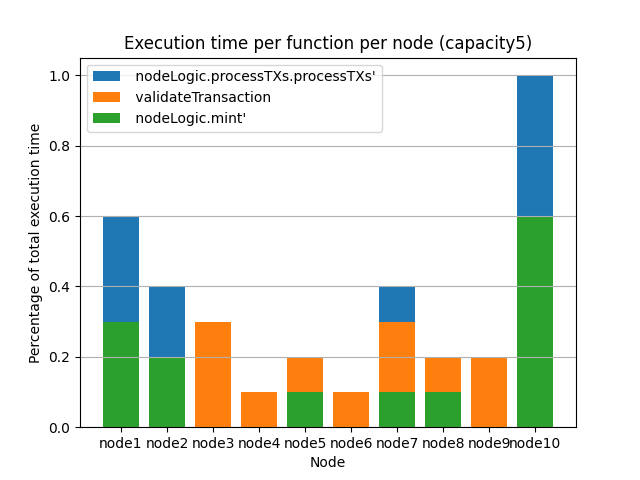 Execution time per function per node (capacity5)
nodeLogic.processTXs.processTXs'
validateTransaction
nodeLogic.mint'
Percentage of total execution time
1.0
0.8
0.6
0.4
0.2
0.0
node1 node2 node3 node4 node5 node6 node7 node8 node9 node10
Node